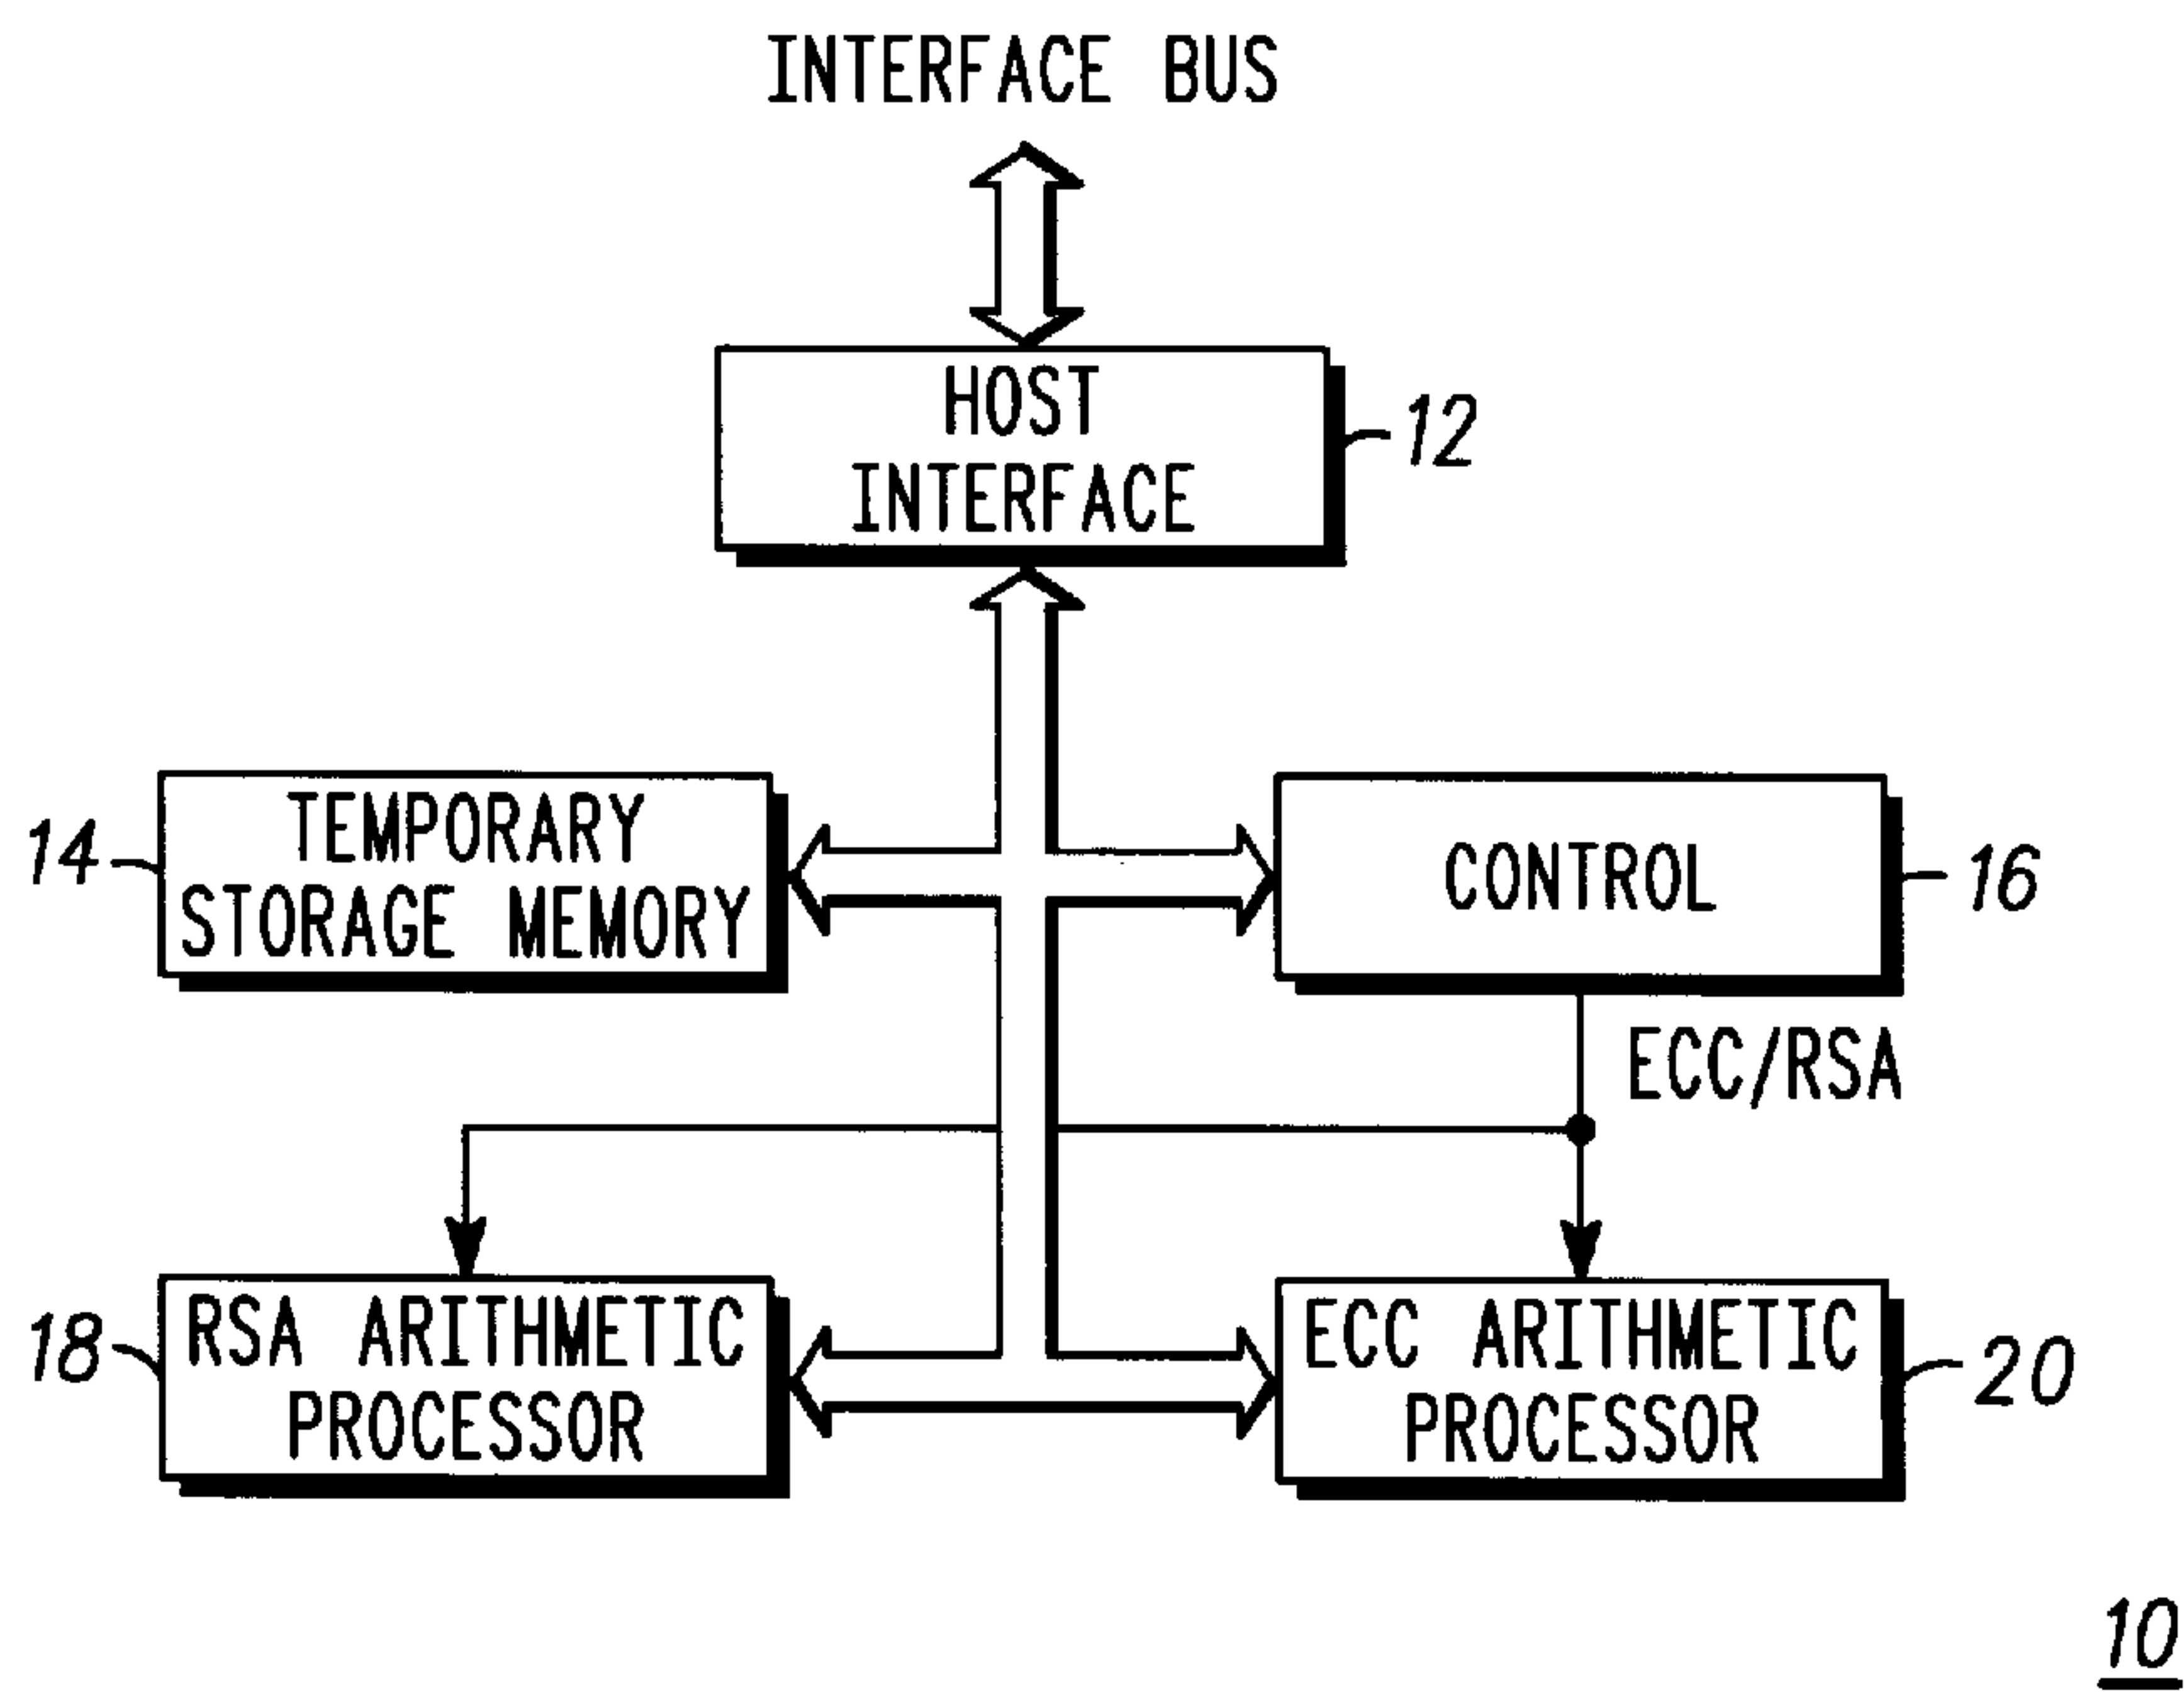 INTERFACE BUS
HOST
INTERFACE
12
TEMPORARY
STORAGE MEMORY
14
CONTROL
16
ECC/RSA
RSA ARITHMETIC
PROCESSOR
18
ECC ARITHMETIC
PROCESSOR
20
10